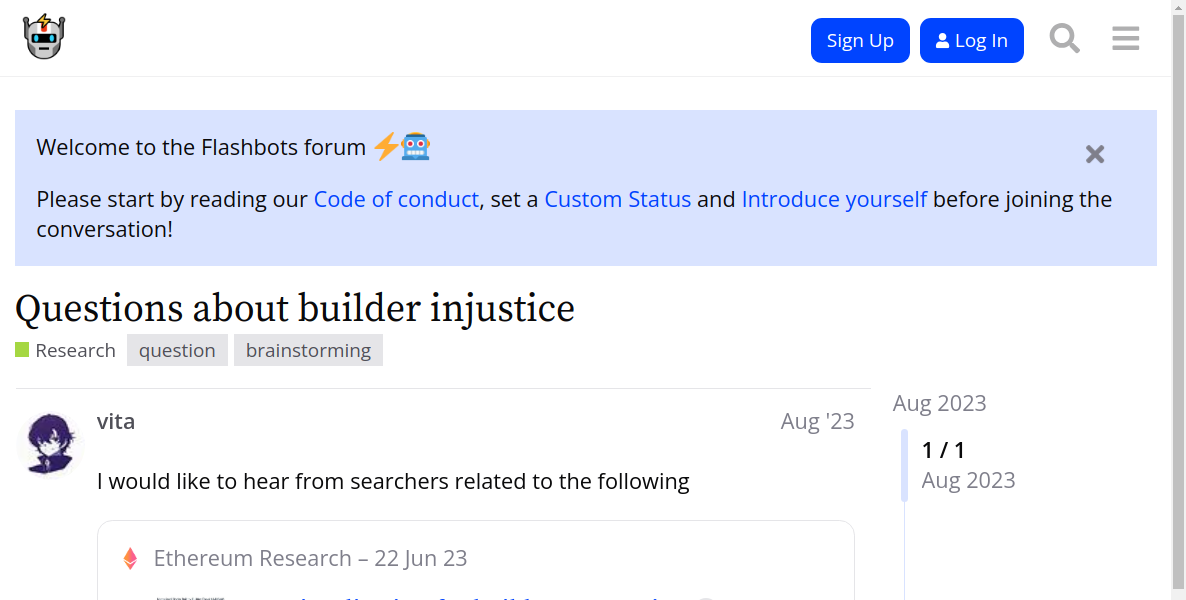 Sign Up
Log In
Welcome to the Flashbots forum
Please start by reading our Code of conduct, set a Custom Status and Introduce yourself before joining the
conversation!
Questions about builder injustice
Research question brainstorming
vita
Aug '23
Aug 2023
1 / 1
Aug 2023
I would like to hear from searchers related to the following
Ethereum Research – 22 Jun 23